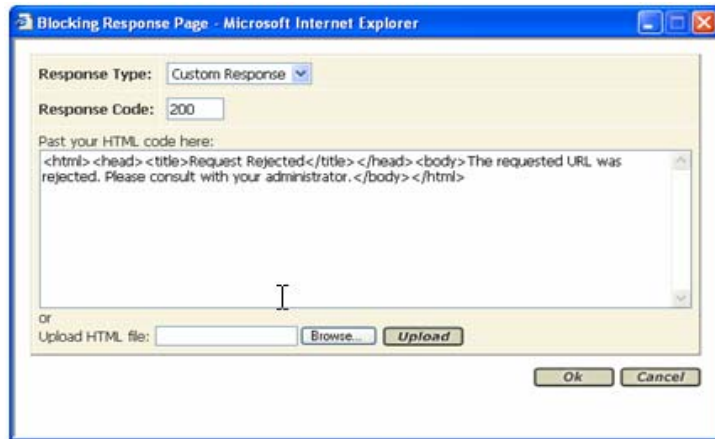 Blocking Response Page - Microsoft Internet Explorer
Response Type: Custom Response
Response Code: 200
Past your HTML code here:
<html><head><title>Request Rejected</title></head><body>The requested URL was
rejected. Please consult with your administrator.</body></html>
or
Upload HTML file: Browse... Upload
Ok Cancel